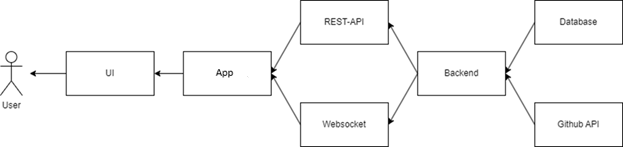 REST-API
Database
UI
App
Backend
User
Websocket
Github API